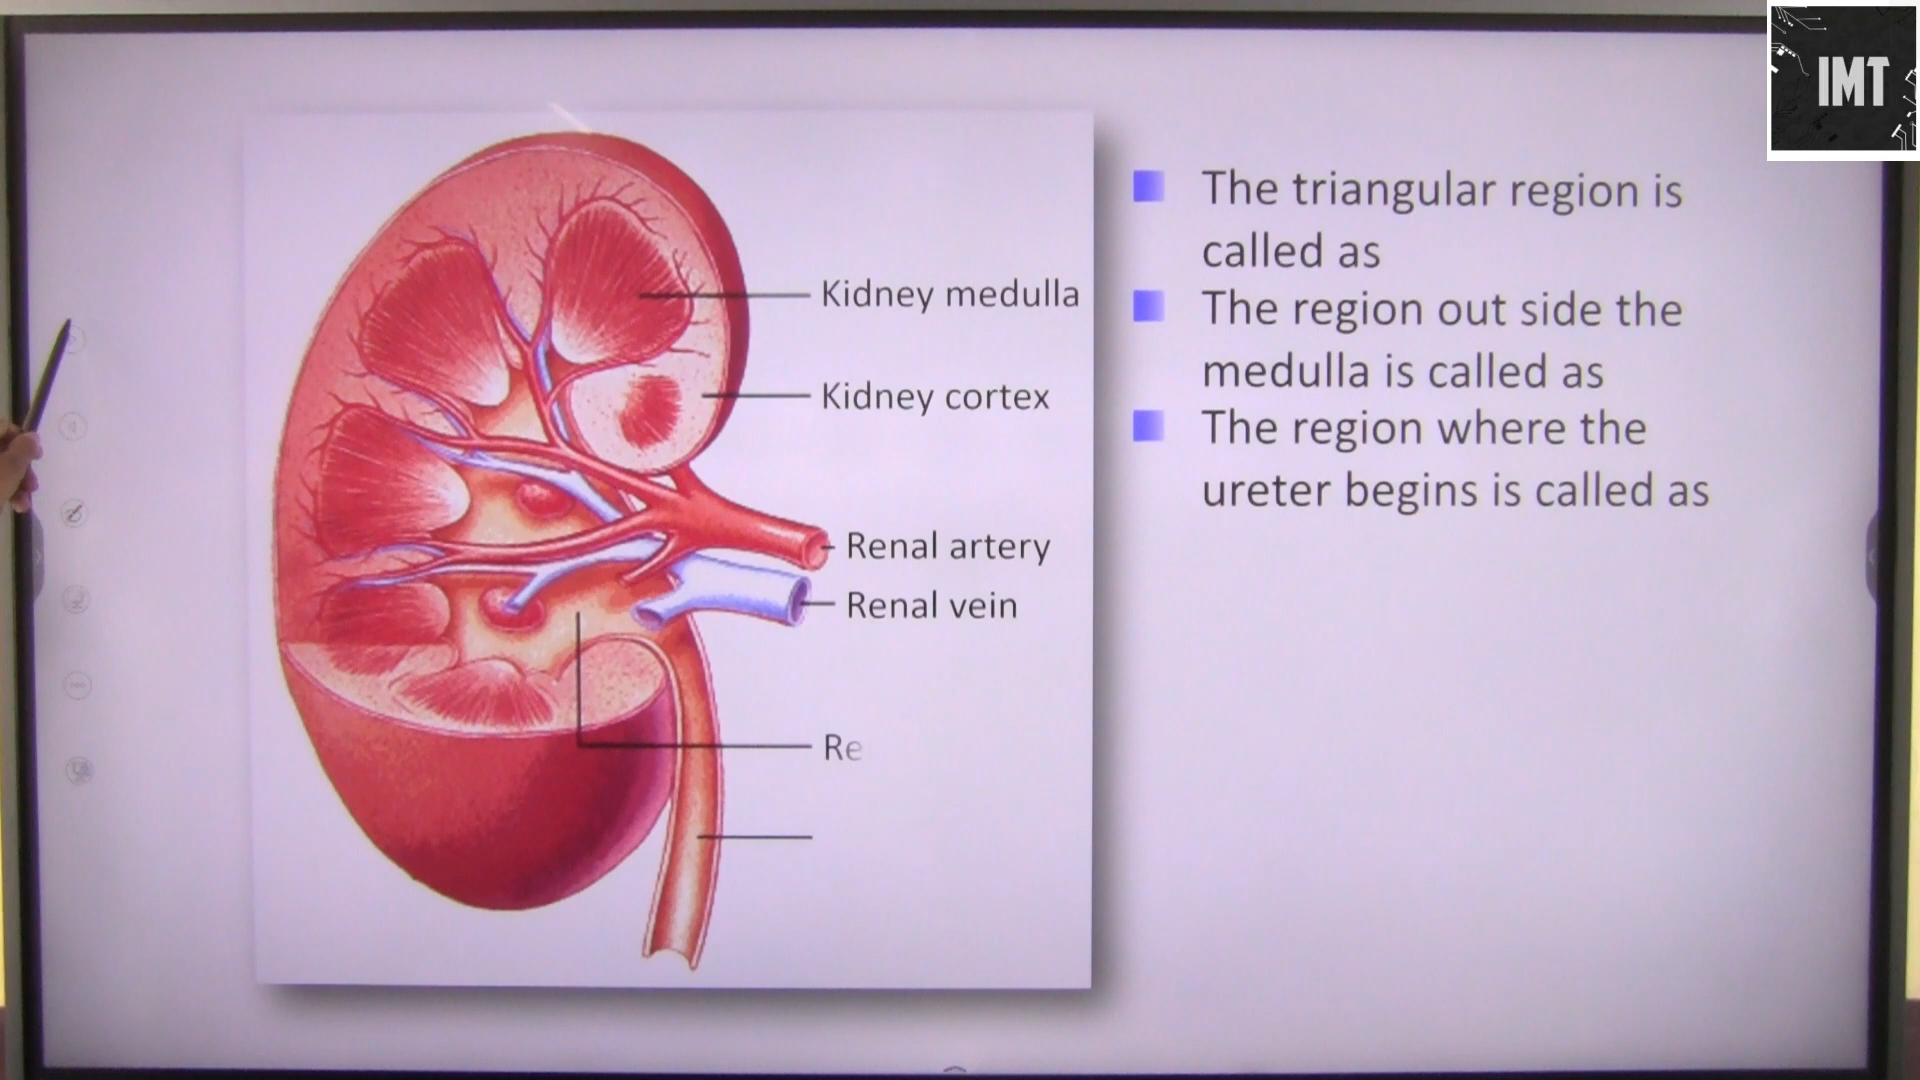 IMT
Kidney medulla
Kidney cortex
Renal artery
Renal vein
Re
The triangular region is
called as
The region out side the
medulla is called as
The region where the
ureter begins is called as